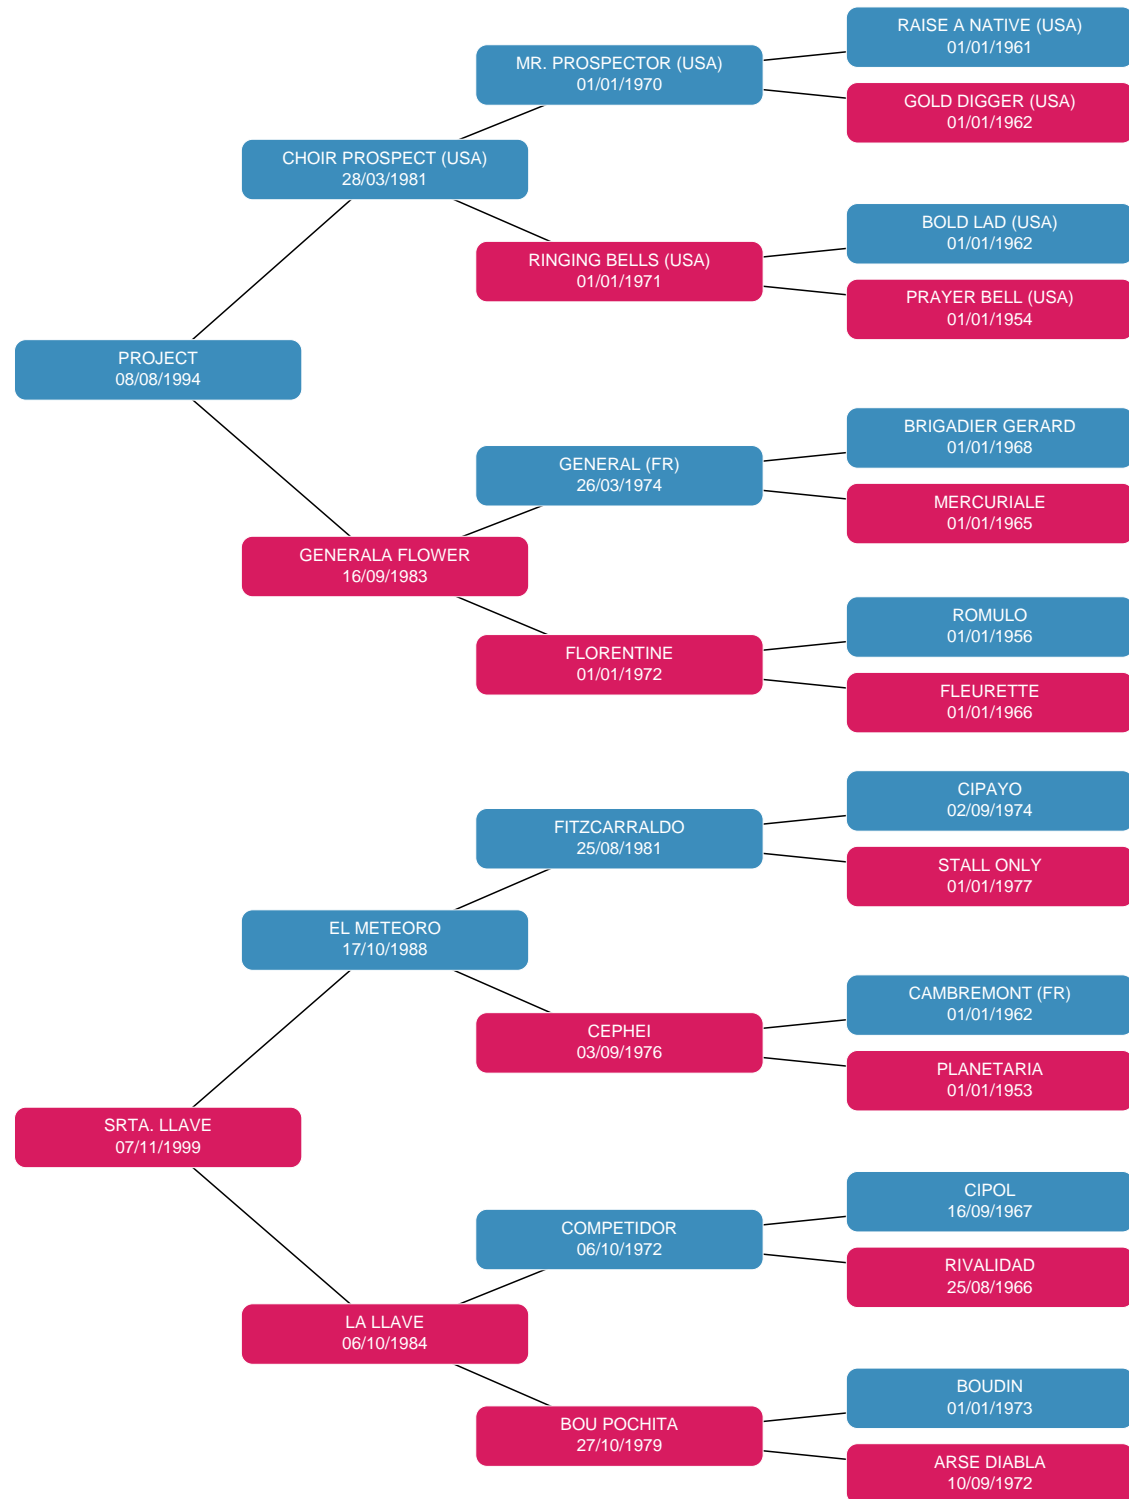 RAISE A NATIVE (USA)
01/01/1961
MR. PROSPECTOR (USA)
01/01/1970
GOLD DIGGER (USA)
01/01/1962
CHOIR PROSPECT (USA)
28/03/1981
BOLD LAD (USA)
01/01/1962
RINGING BELLS (USA)
01/01/1971
PRAYER BELL (USA)
01/01/1954
PROJECT
08/08/1994
BRIGADIER GERARD
01/01/1968
GENERAL (FR)
26/03/1974
MERCURIALE
01/01/1965
GENERALA FLOWER
16/09/1983
ROMULO
01/01/1956
FLORENTINE
01/01/1972
FLEURETTE
01/01/1966
CIPAYO
02/09/1974
FITZCARRALDO
25/08/1981
STALL ONLY
01/01/1977
EL METEORO
17/10/1988
CAMBREMONT (FR)
01/01/1962
CEPHEI
03/09/1976
PLANETARIA
01/01/1953
SRTA. LLAVE
07/11/1999
CIPOL
16/09/1967
COMPETIDOR
06/10/1972
RIVALIDAD
25/08/1966
LA LLAVE
06/10/1984
BOUDIN
01/01/1973
BOU POCHITA
27/10/1979
ARSE DIABLA
10/09/1972